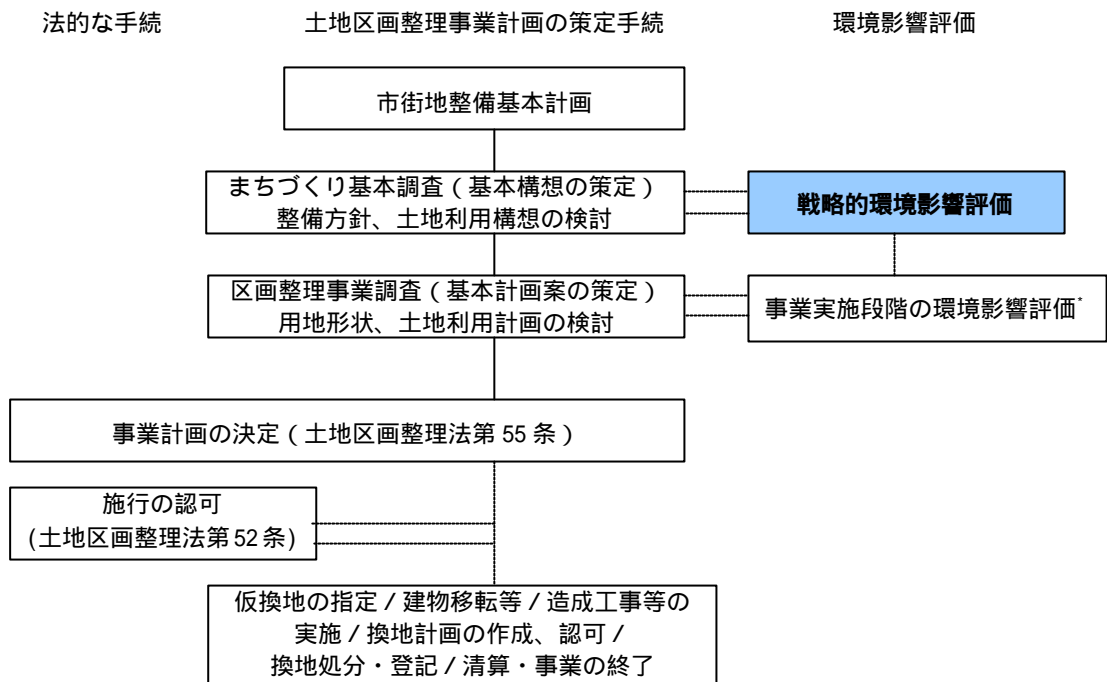 法的な手続
土地区画整理事業計画の策定手続
環境影響評価
市街地整備基本計画
まちづくり基本調査（基本構想の策定）
整備方針、土地利用構想の検討
戦略的環境影響評価
区画整理事業調査（基本計画案の策定）
用地形状、土地利用計画の検討
事業実施段階の環境影響評価*
事業計画の決定（土地区画整理法第 55 条）
施行の認可
(土地区画整理法第 52 条)
仮換地の指定 / 建物移転等 / 造成工事等の
実施 / 換地計画の作成、認可 /
換地処分・登記 / 清算・事業の終了